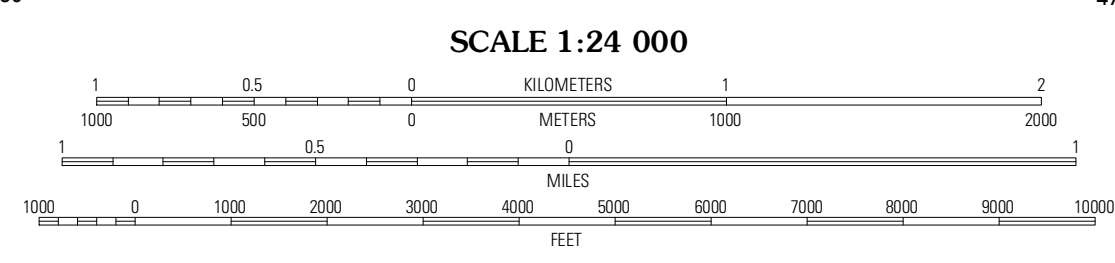 SCALE 1:24 000
1 0.5 0 KILOMETERS 1 2
1000 500 0 METERS 1000 2000
1 0.5 0 1
MILES
1000 0 1000 2000 3000 4000 5000 6000 7000 8000 9000 10000
FEET